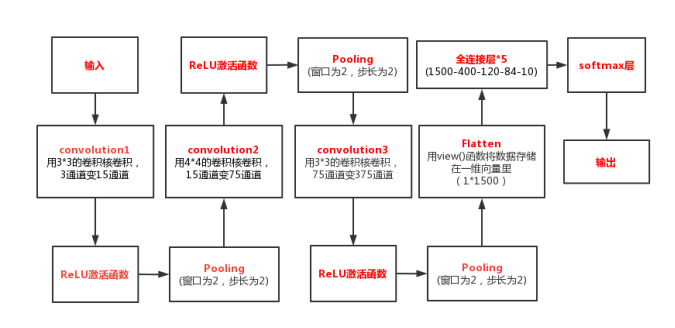 输入
convolution1
用3*3的卷积核卷积，
3通道变15通道
ReLU激活函数
Pooling
(窗口为2，步长为2)
convolution2
用4*4的卷积核卷积，
15通道变75通道
ReLU激活函数
Pooling
(窗口为2，步长为2)
convolution3
用3*3的卷积核卷积，
75通道变375通道
ReLU激活函数
Pooling
(窗口为2，步长为2)
Flatten
用view()函数将数据存储
在一维向量里
（1*1500）
全连接层*5
(1500-400-120-84-10)
softmax层
输出